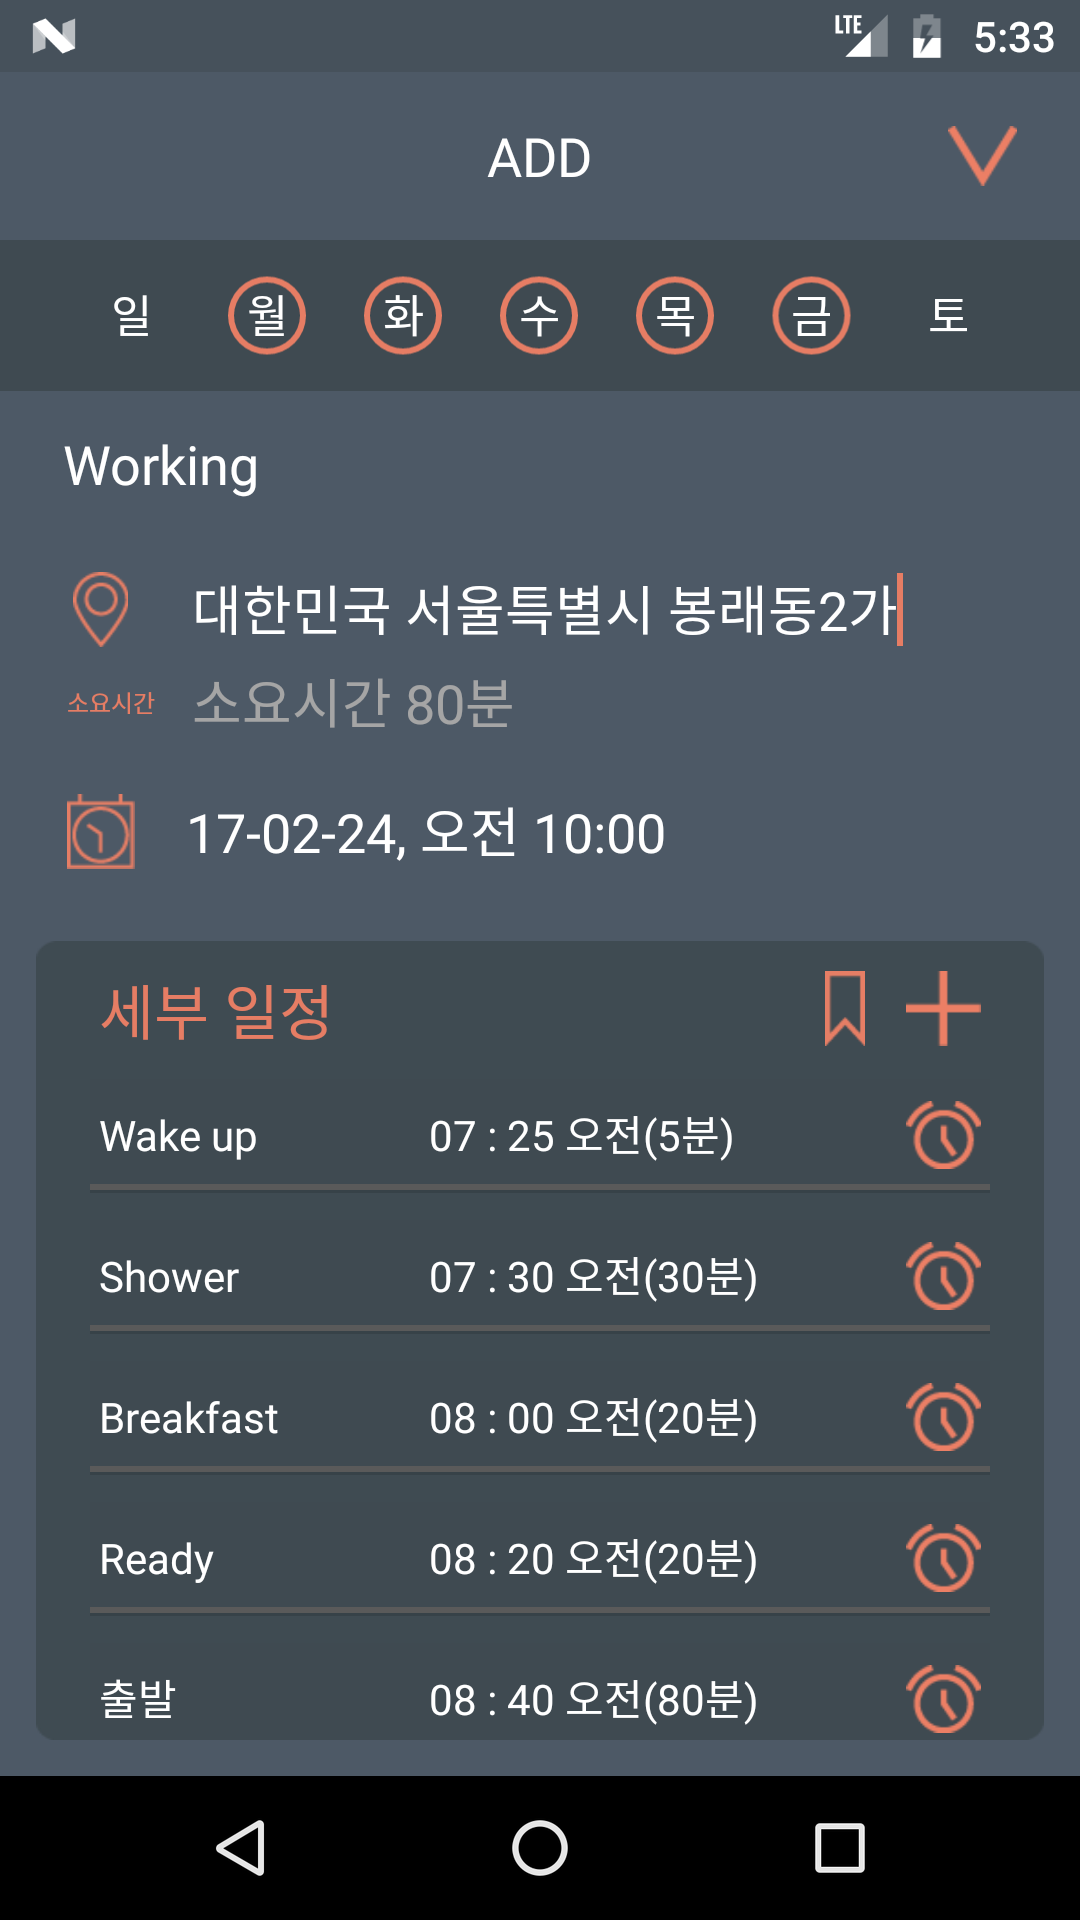 LTE 5:33
ADD
일 월 화 수 목 금 토
Working
대한민국 서울특별시 봉래동2가
소요시간 소요시간 80분
17-02-24, 오전 10:00
세부 일정
Wake up 07 : 25 오전(5분)
Shower 07 : 30 오전(30분)
Breakfast 08 : 00 오전(20분)
Ready 08 : 20 오전(20분)
출발 08 : 40 오전(80분)